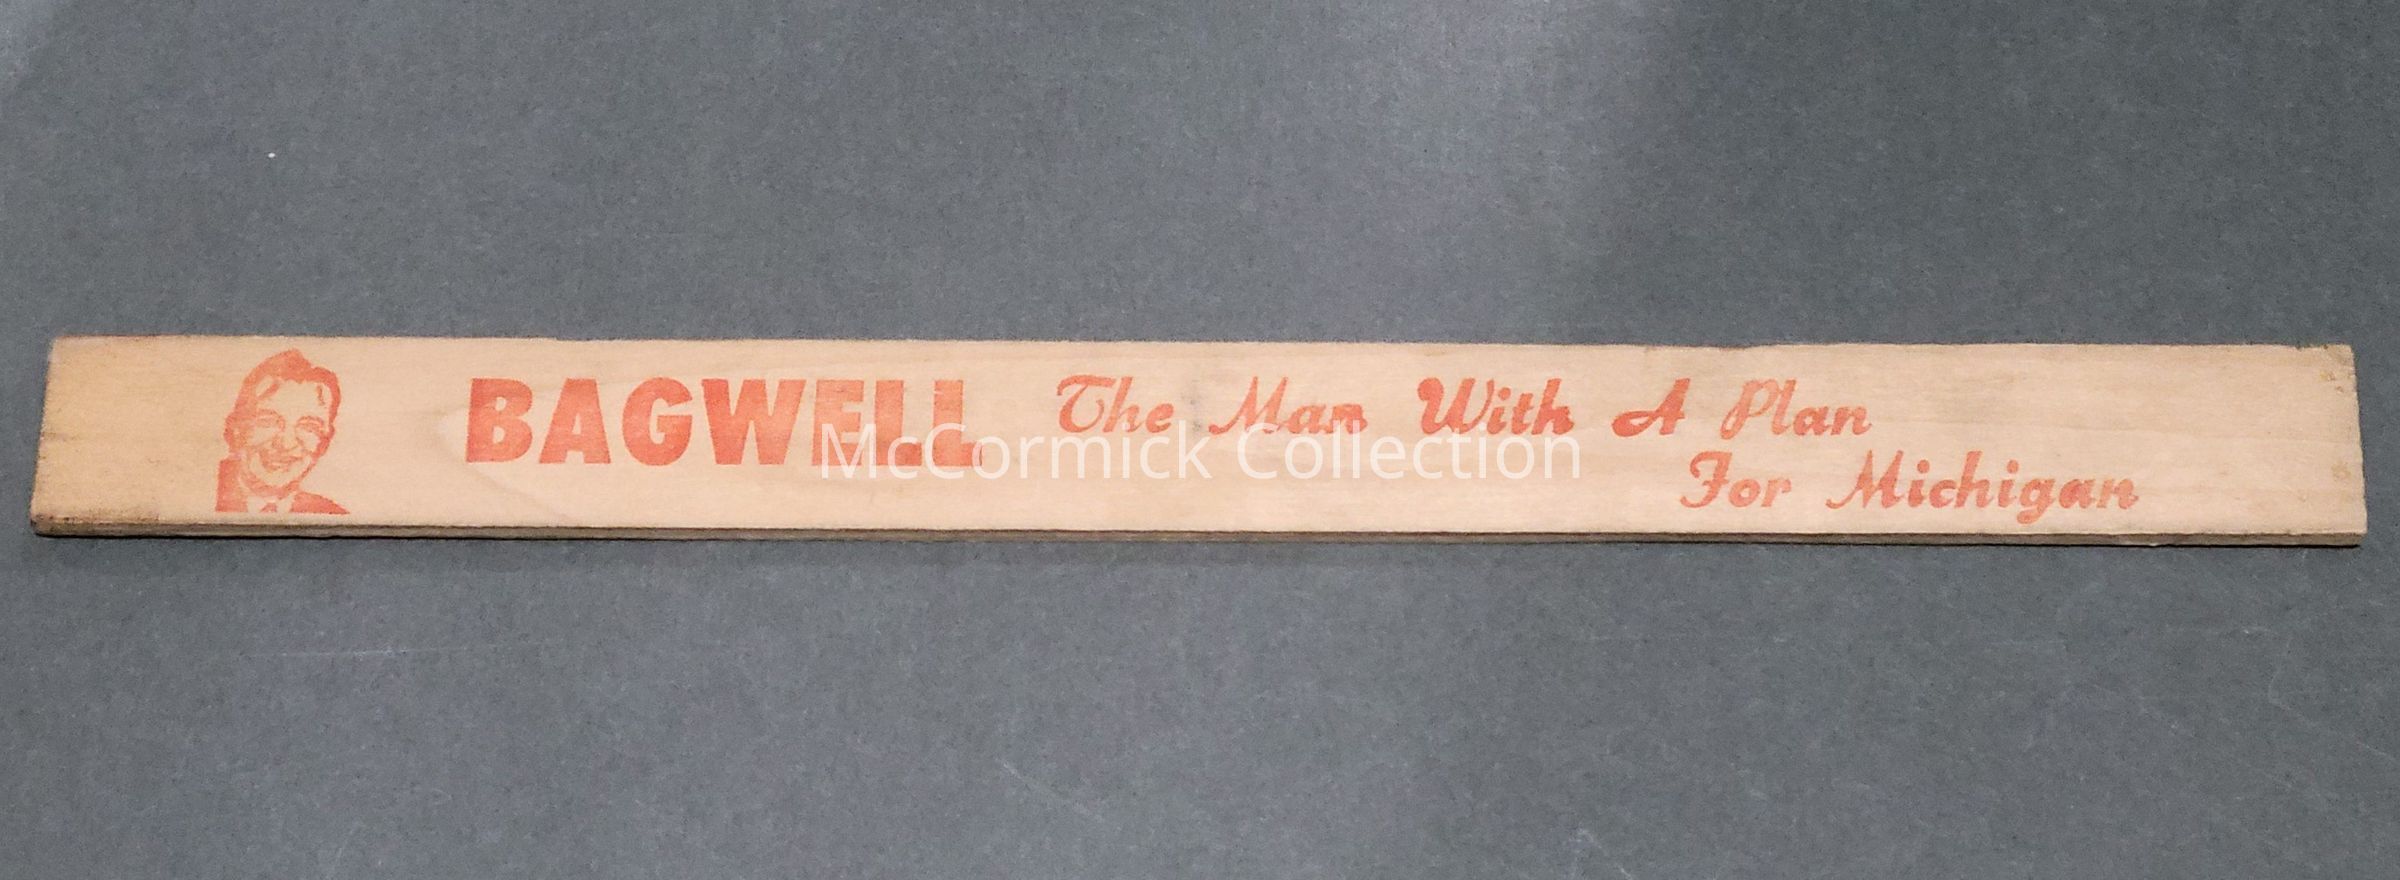 BAGWELL The Man With A Plan
For Michigan
McCormick Collection